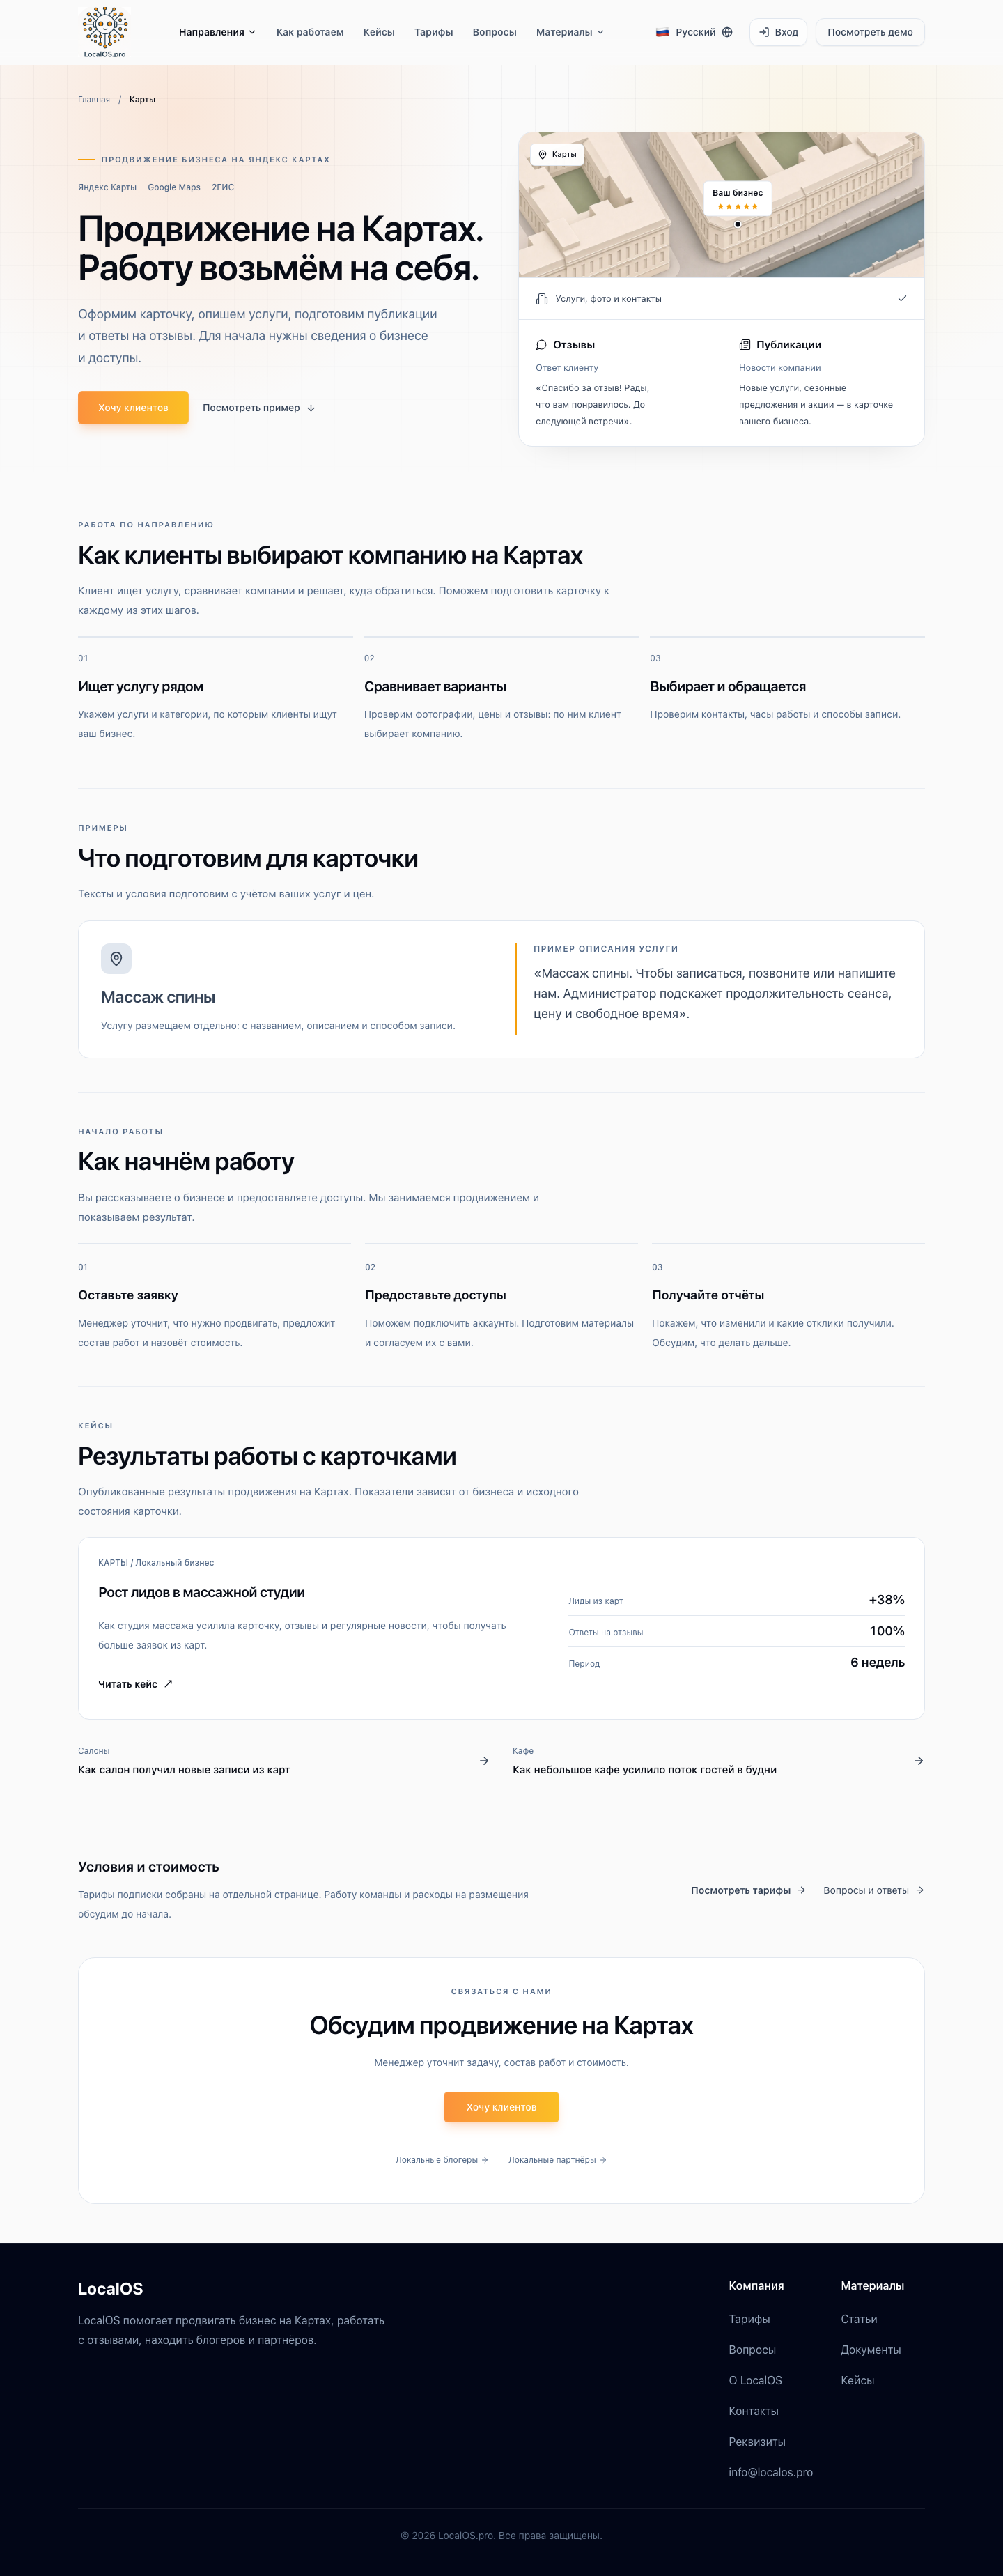 LocalOS.pro
Направления
Как работаем
Кейсы
Тарифы
Вопросы
Материалы
Русский
Вход
Посмотреть демо
Главная / Карты
ПРОДВИЖЕНИЕ БИЗНЕСА НА ЯНДЕКС КАРТАХ
Яндекс Карты Google Maps 2ГИС
Продвижение на Картах.
Работу возьмём на себя.
Оформим карточку, опишем услуги, подготовим публикации
и ответы на отзывы. Для начала нужны сведения о бизнесе
и доступы.
Хочу клиентов
Посмотреть пример
Карты
Ваш бизнес
Услуги, фото и контакты
Отзывы
Ответ клиенту
«Спасибо за отзыв! Рады,
что вам понравилось. До
следующей встречи».
Публикации
Новости компании
Новые услуги, сезонные
предложения и акции — в карточке
вашего бизнеса.
РАБОТА ПО НАПРАВЛЕНИЮ
Как клиенты выбирают компанию на Картах
Клиент ищет услугу, сравнивает компании и решает, куда обратиться. Поможем подготовить карточку к
каждому из этих шагов.
01
Ищет услугу рядом
Укажем услуги и категории, по которым клиенты ищут
ваш бизнес.
02
Сравнивает варианты
Проверим фотографии, цены и отзывы: по ним клиент
выбирает компанию.
03
Выбирает и обращается
Проверим контакты, часы работы и способы записи.
ПРИМЕРЫ
Что подготовим для карточки
Тексты и условия подготовим с учётом ваших услуг и цен.
Массаж спины
Услугу размещаем отдельно: с названием, описанием и способом записи.
ПРИМЕР ОПИСАНИЯ УСЛУГИ
«Массаж спины. Чтобы записаться, позвоните или напишите
нам. Администратор подскажет продолжительность сеанса,
цену и свободное время».
НАЧАЛО РАБОТЫ
Как начнём работу
Вы рассказываете о бизнесе и предоставляете доступы. Мы занимаемся продвижением и
показываем результат.
01
Оставьте заявку
Менеджер уточнит, что нужно продвигать, предложит
состав работ и назовёт стоимость.
02
Предоставьте доступы
Поможем подключить аккаунты. Подготовим материалы
и согласуем их с вами.
03
Получайте отчёты
Покажем, что изменили и какие отклики получили.
Обсудим, что делать дальше.
КЕЙСЫ
Результаты работы с карточками
Опубликованные результаты продвижения на Картах. Показатели зависят от бизнеса и исходного
состояния карточки.
КАРТЫ / Локальный бизнес
Рост лидов в массажной студии
Как студия массажа усилила карточку, отзывы и регулярные новости, чтобы получать
больше заявок из карт.
Читать кейс
Лиды из карт +38%
Ответы на отзывы 100%
Период 6 недель
Салоны
Как салон получил новые записи из карт
Кафе
Как небольшое кафе усилило поток гостей в будни
Условия и стоимость
Тарифы подписки собраны на отдельной странице. Работу команды и расходы на размещения
обсудим до начала.
Посмотреть тарифы
Вопросы и ответы
СВЯЗАТЬСЯ С НАМИ
Обсудим продвижение на Картах
Менеджер уточнит задачу, состав работ и стоимость.
Хочу клиентов
Локальные блогеры
Локальные партнёры
LocalOS
LocalOS помогает продвигать бизнес на Картах, работать
с отзывами, находить блогеров и партнёров.
Компания
Тарифы
Вопросы
О LocalOS
Контакты
Реквизиты
info@localos.pro
Материалы
Статьи
Документы
Кейсы
© 2026 LocalOS.pro. Все права защищены.